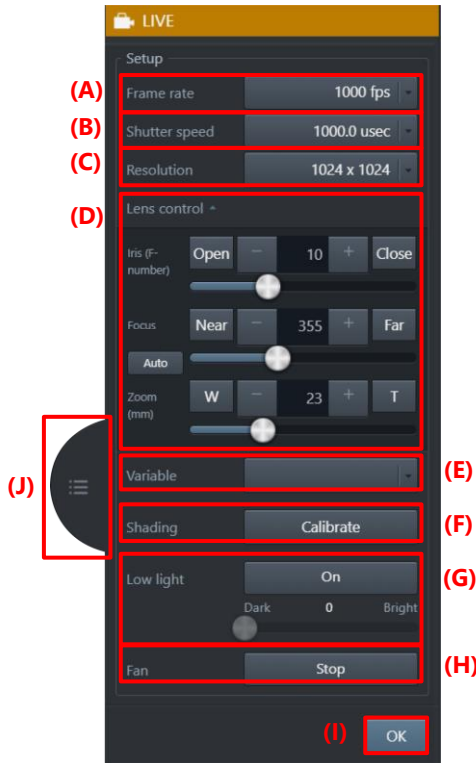 LIVE
Setup
(A) Frame rate 1000 fps
(B) Shutter speed 1000.0 usec
(C) Resolution 1024 x 1024
(D) Lens control
Iris (F-number) Open − 10 + Close
Focus Near − 355 + Far
Auto
Zoom (mm) W − 23 + T
(J)
Variable (E)
Shading Calibrate (F)
Low light On (G)
Dark 0 Bright
Fan Stop (H)
(I) OK